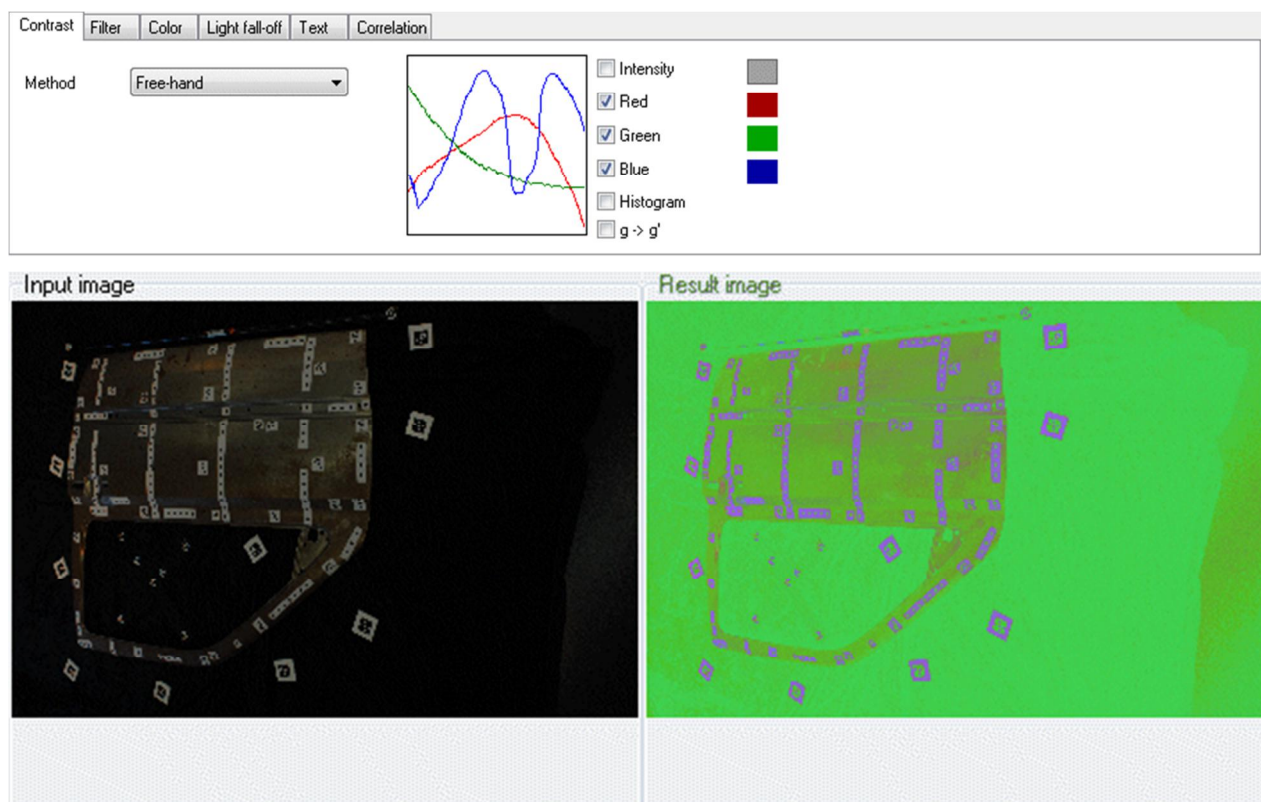 Contrast Filter Color Light fall-off Text Correlation
Method Free-hand
Intensity
Red
Green
Blue
Histogram
g -> g'
Input image Result image